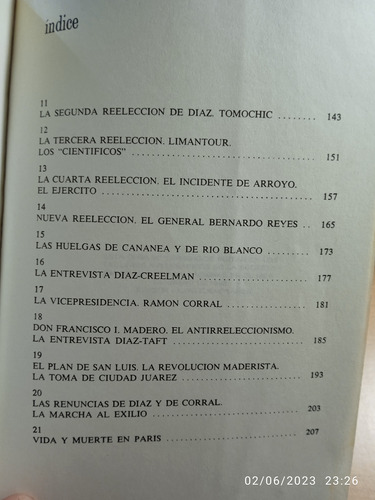 índice
11
LA SEGUNDA REELECCION DE DIAZ. TOMOCHIC ........ 143
12
LA TERCERA REELECCION. LIMANTOUR.
LOS "CIENTIFICOS" .............................. 151
13
LA CUARTA REELECCION. EL INCIDENTE DE ARROYO.
EL EJERCITO .................................... 157
14
NUEVA REELECCION. EL GENERAL BERNARDO REYES .. 165
15
LAS HUELGAS DE CANANEA Y DE RIO BLANCO ........ 173
16
LA ENTREVISTA DIAZ-CREELMAN .................... 177
17
LA VICEPRESIDENCIA. RAMON CORRAL ............... 181
18
DON FRANCISCO I. MADERO. EL ANTIRRELECCIONISMO.
LA ENTREVISTA DIAZ-TAFT ........................ 185
19
EL PLAN DE SAN LUIS. LA REVOLUCION MADERISTA.
LA TOMA DE CIUDAD JUAREZ ....................... 193
20
LAS RENUNCIAS DE DIAZ Y DE CORRAL.
LA MARCHA AL EXILIO ............................ 203
21
VIDA Y MUERTE EN PARIS ......................... 207
02/06/2023 23:26